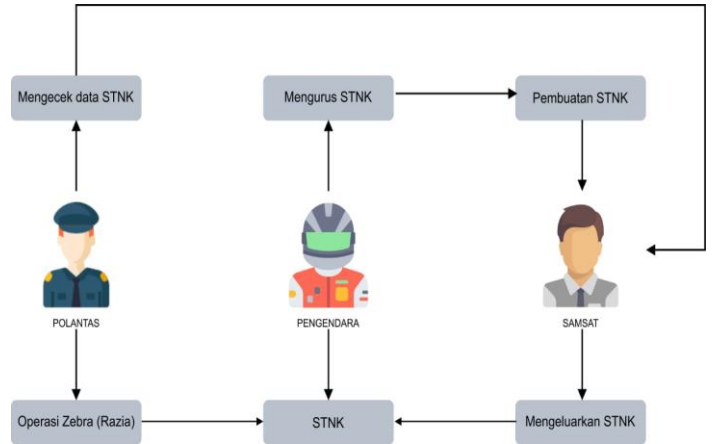 Mengecek data STNK
Mengurus STNK
Pembuatan STNK
POLANTAS
PENGENDARA
SAMSAT
Operasi Zebra (Razia)
STNK
Mengeluarkan STNK